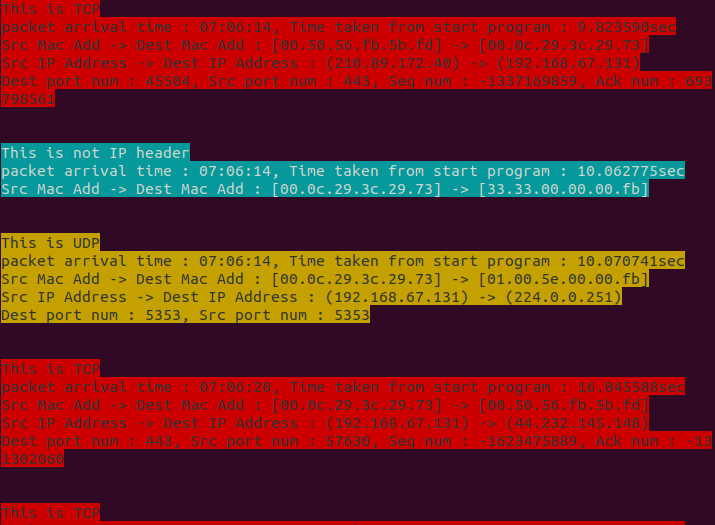 This is TCP
packet arrival time : 07:06:14, Time taken from start program : 9.823590sec
Src Mac Add -> Dest Mac Add : [00.50.56.fb.5b.fd] -> [00.0c.29.3c.29.73]
Src IP Address -> Dest IP Address : (210.89.172.40) -> (192.168.67.131)
Dest port num : 45504, Src port num : 443, Seq num : -1337169859, Ack num : 693
798561
This is not IP header
packet arrival time : 07:06:14, Time taken from start program : 10.062775sec
Src Mac Add -> Dest Mac Add : [00.0c.29.3c.29.73] -> [33.33.00.00.00.fb]
This is UDP
packet arrival time : 07:06:14, Time taken from start program : 10.070741sec
Src Mac Add -> Dest Mac Add : [00.0c.29.3c.29.73] -> [01.00.5e.00.00.fb]
Src IP Address -> Dest IP Address : (192.168.67.131) -> (224.0.0.251)
Dest port num : 5353, Src port num : 5353
This is TCP
packet arrival time : 07:06:20, Time taken from start program : 16.045588sec
Src Mac Add -> Dest Mac Add : [00.0c.29.3c.29.73] -> [00.50.56.fb.5b.fd]
Src IP Address -> Dest IP Address : (192.168.67.131) -> (44.232.145.148)
Dest port num : 443, Src port num : 57630, Seq num : -1623475889, Ack num : -13
1302060
This is TCP